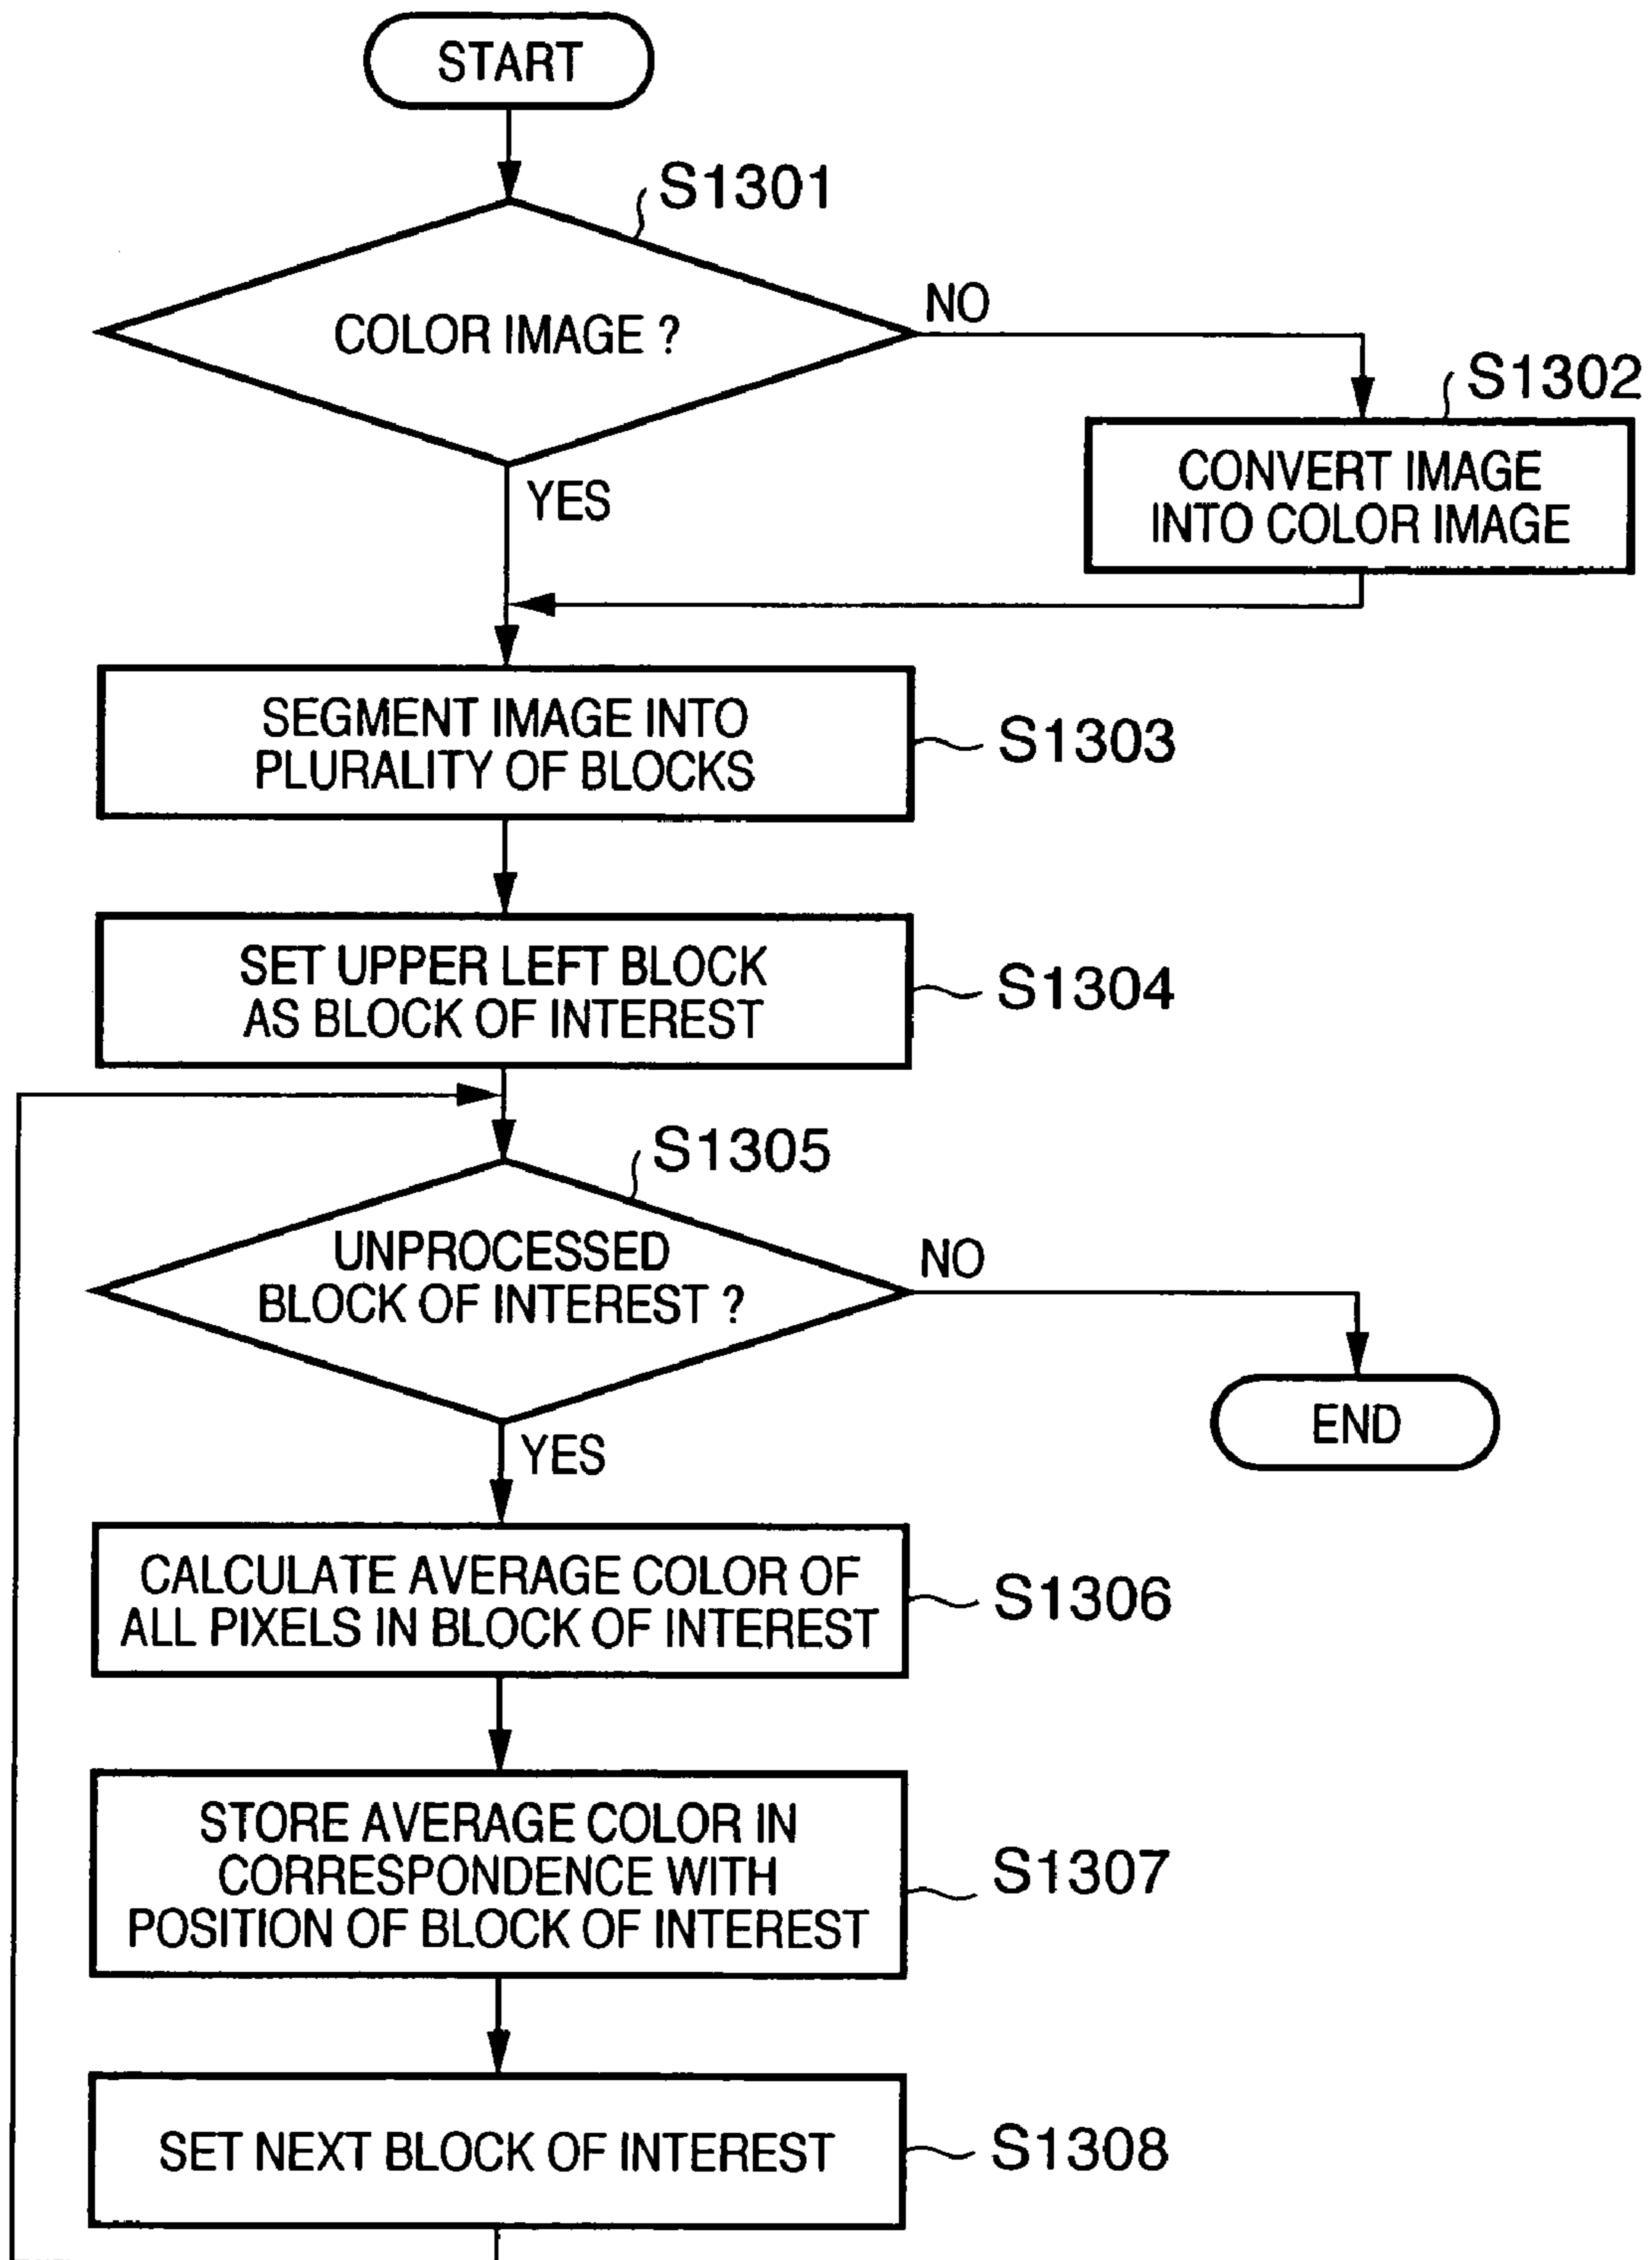 START
S1301
COLOR IMAGE ?
NO
S1302
CONVERT IMAGE
INTO COLOR IMAGE
YES
SEGMENT IMAGE INTO
PLURALITY OF BLOCKS
S1303
SET UPPER LEFT BLOCK
AS BLOCK OF INTEREST
S1304
S1305
UNPROCESSED
BLOCK OF INTEREST ?
NO
END
YES
CALCULATE AVERAGE COLOR OF
ALL PIXELS IN BLOCK OF INTEREST
S1306
STORE AVERAGE COLOR IN
CORRESPONDENCE WITH
POSITION OF BLOCK OF INTEREST
S1307
SET NEXT BLOCK OF INTEREST
S1308